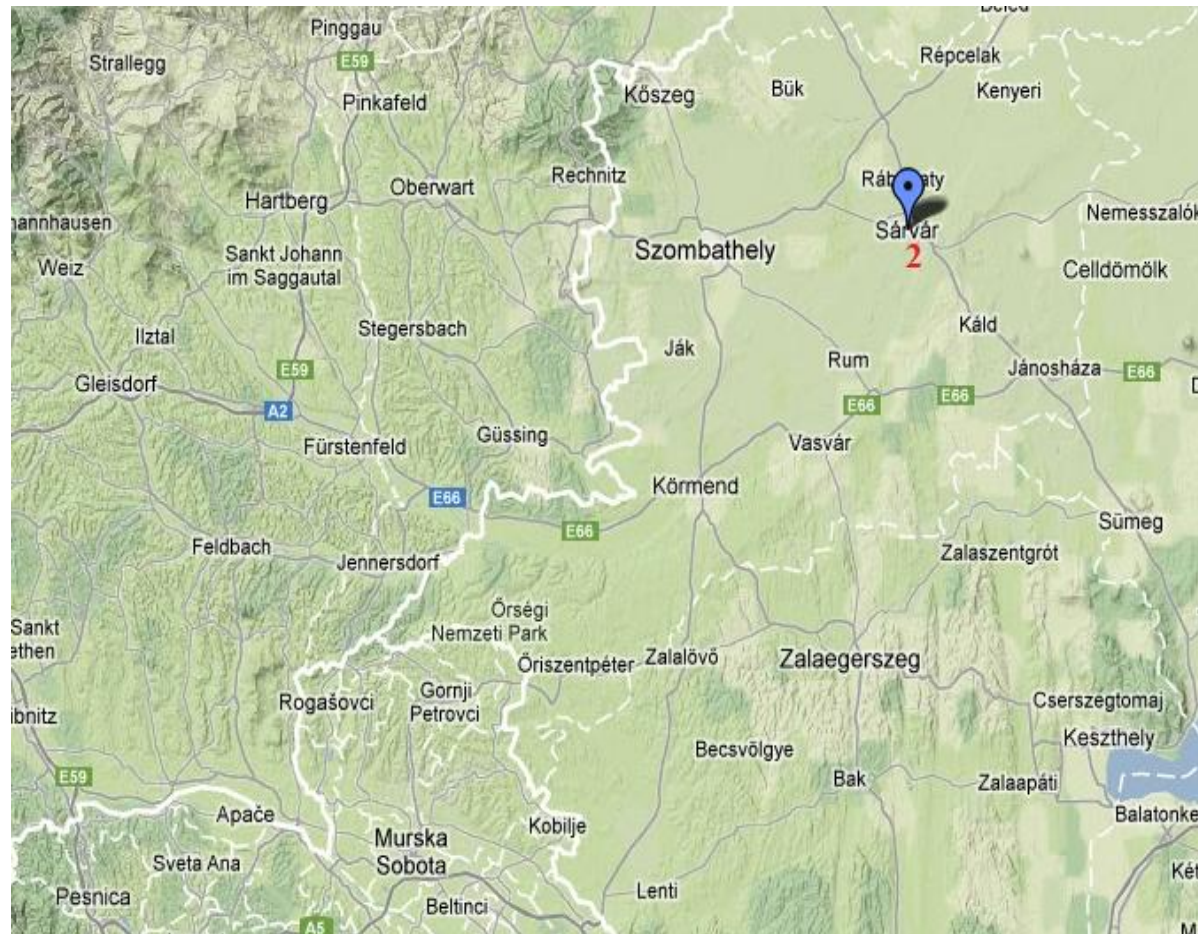 Pinggau
Répcelak
Strallegg
E59
Bük
Kenyeri
Kőszeg
Pinkafeld
Rechnitz
Oberwart
Hartberg
Sárvár
2
Nemesszalók
Szombathely
Sankt Johann
im Saggautal
Weiz
Celldömölk
Stegersbach
Káld
Ilztal
Ják
Rum
Jánosháza
E66
E59
Gleisdorf
E66
E66
A2
Güssing
Fürstenfeld
Vasvár
Körmend
E66
E66
Sümeg
Feldbach
Zalaszentgrót
Jennersdorf
Őrségi
Nemzeti Park
Sankt
Őriszentpéter
Zalalövő
Zalaegerszeg
Rogašovci
Gornji
Petrovci
Cserszegtomaj
Keszthely
Becsvölgye
E59
Bak
Zalaapáti
Apače
Kobilje
Murska
Sobota
Sveta Ana
Lenti
Pesnica
Beltinci
A5